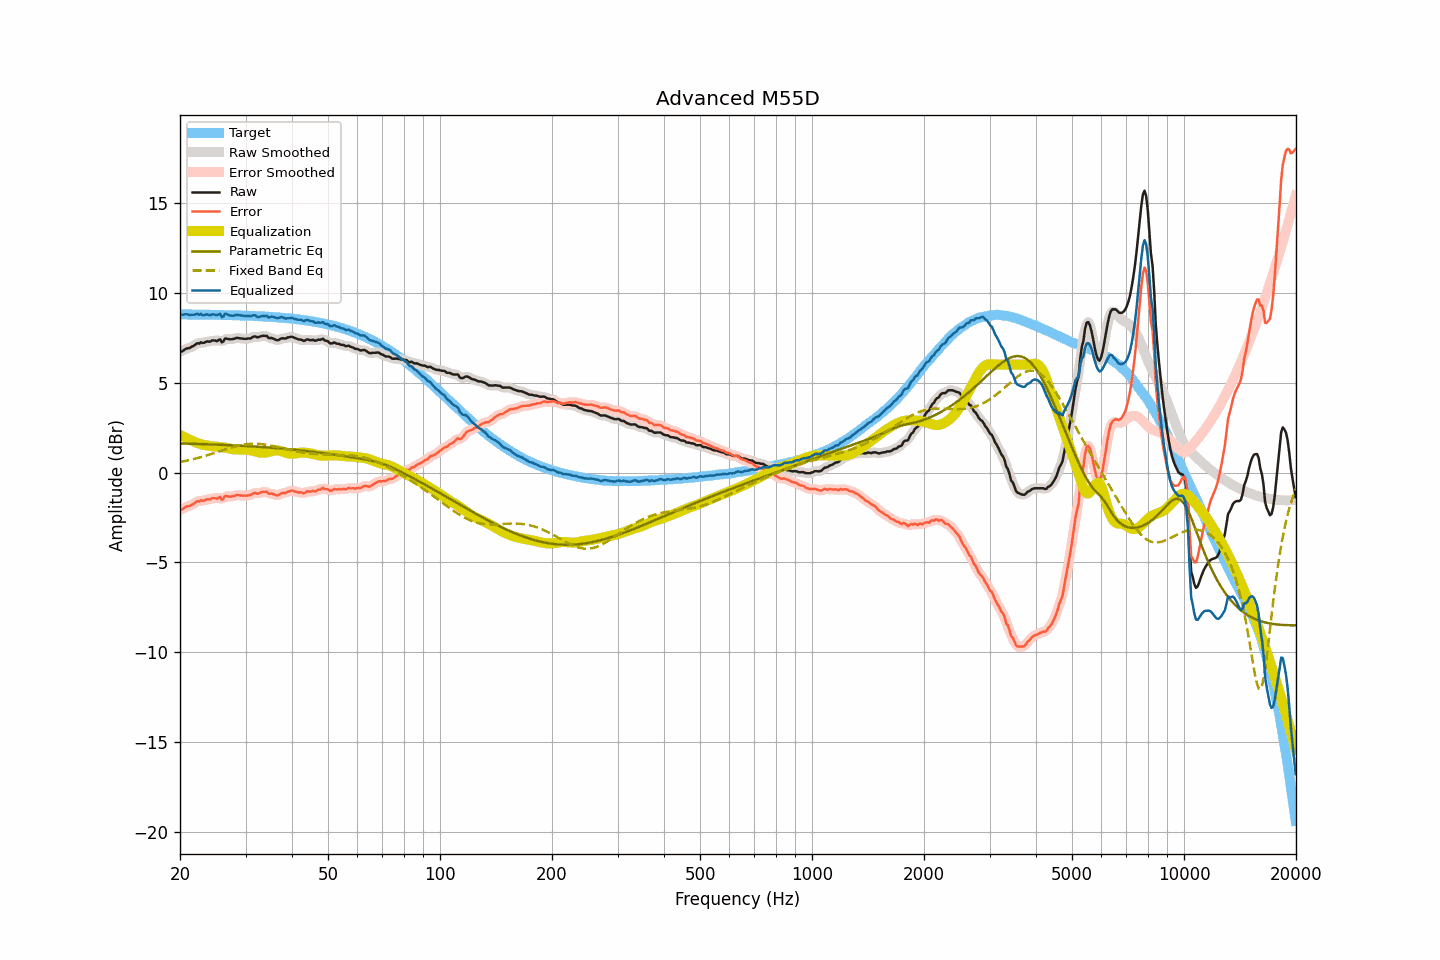 Advanced M55D
Target
Raw Smoothed
Error Smoothed
Raw
Error
Equalization
Parametric Eq
Fixed Band Eq
Equalized
15
10
5
0
−5
−10
−15
−20
Amplitude (dBr)
20 50 100 200 500 1000 2000 5000 10000 20000
Frequency (Hz)